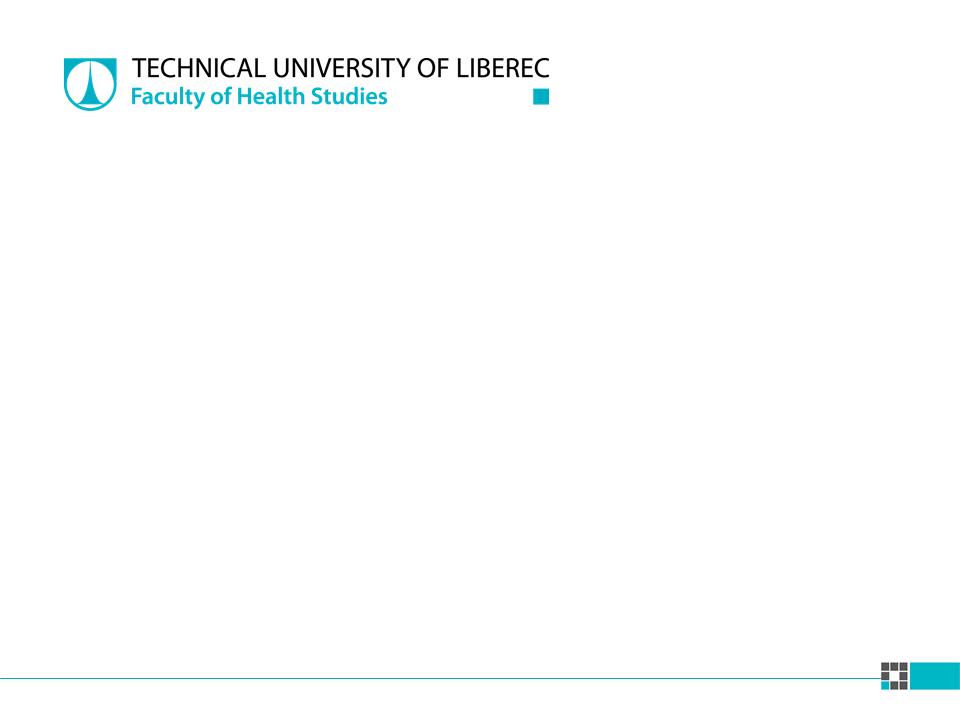 TECHNICAL UNIVERSITY OF LIBEREC
Faculty of Health Studies